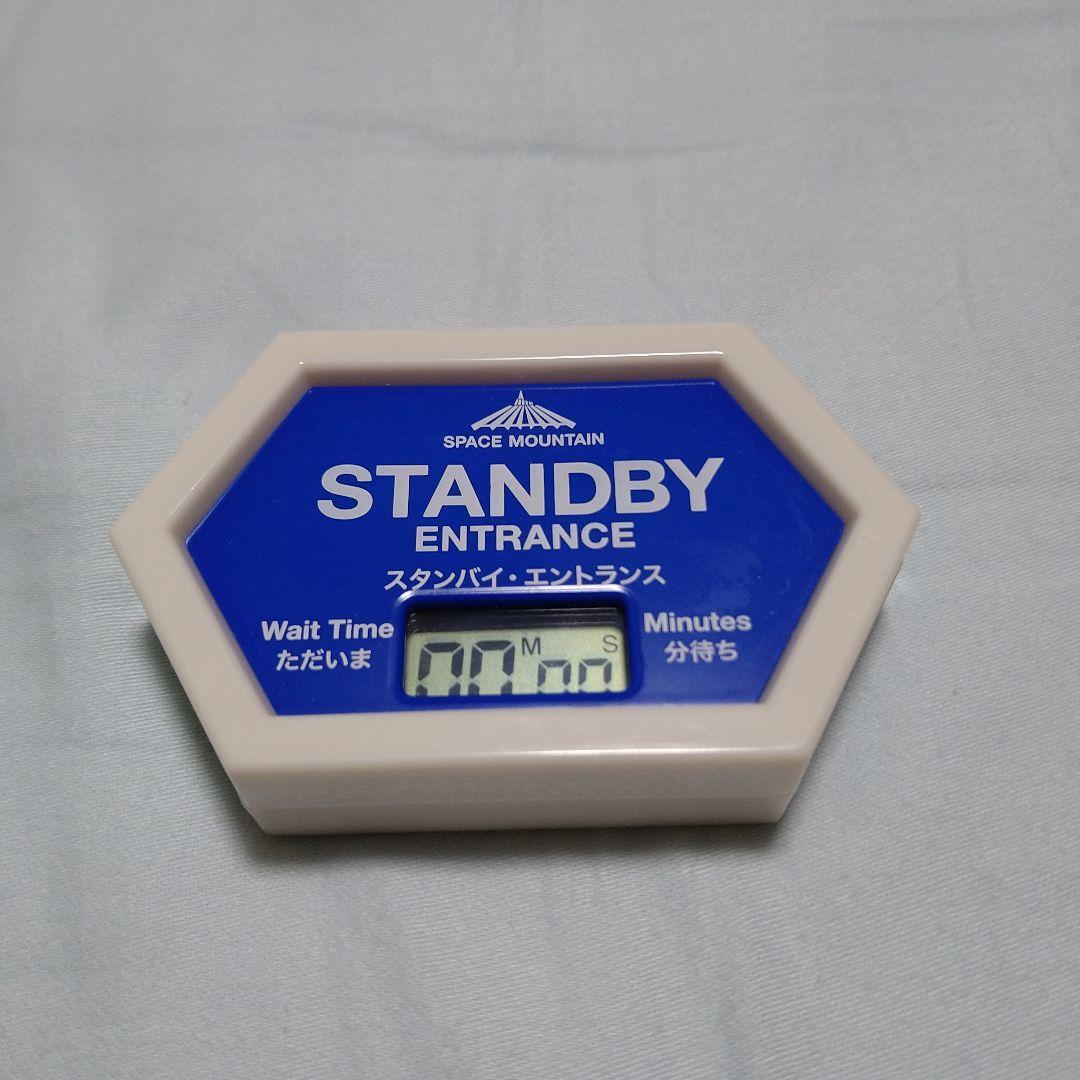 SPACE MOUNTAIN
STANDBY
ENTRANCE
スタンバイ・エントランス
Wait Time
ただいま
00 M 00 S
Minutes
分待ち